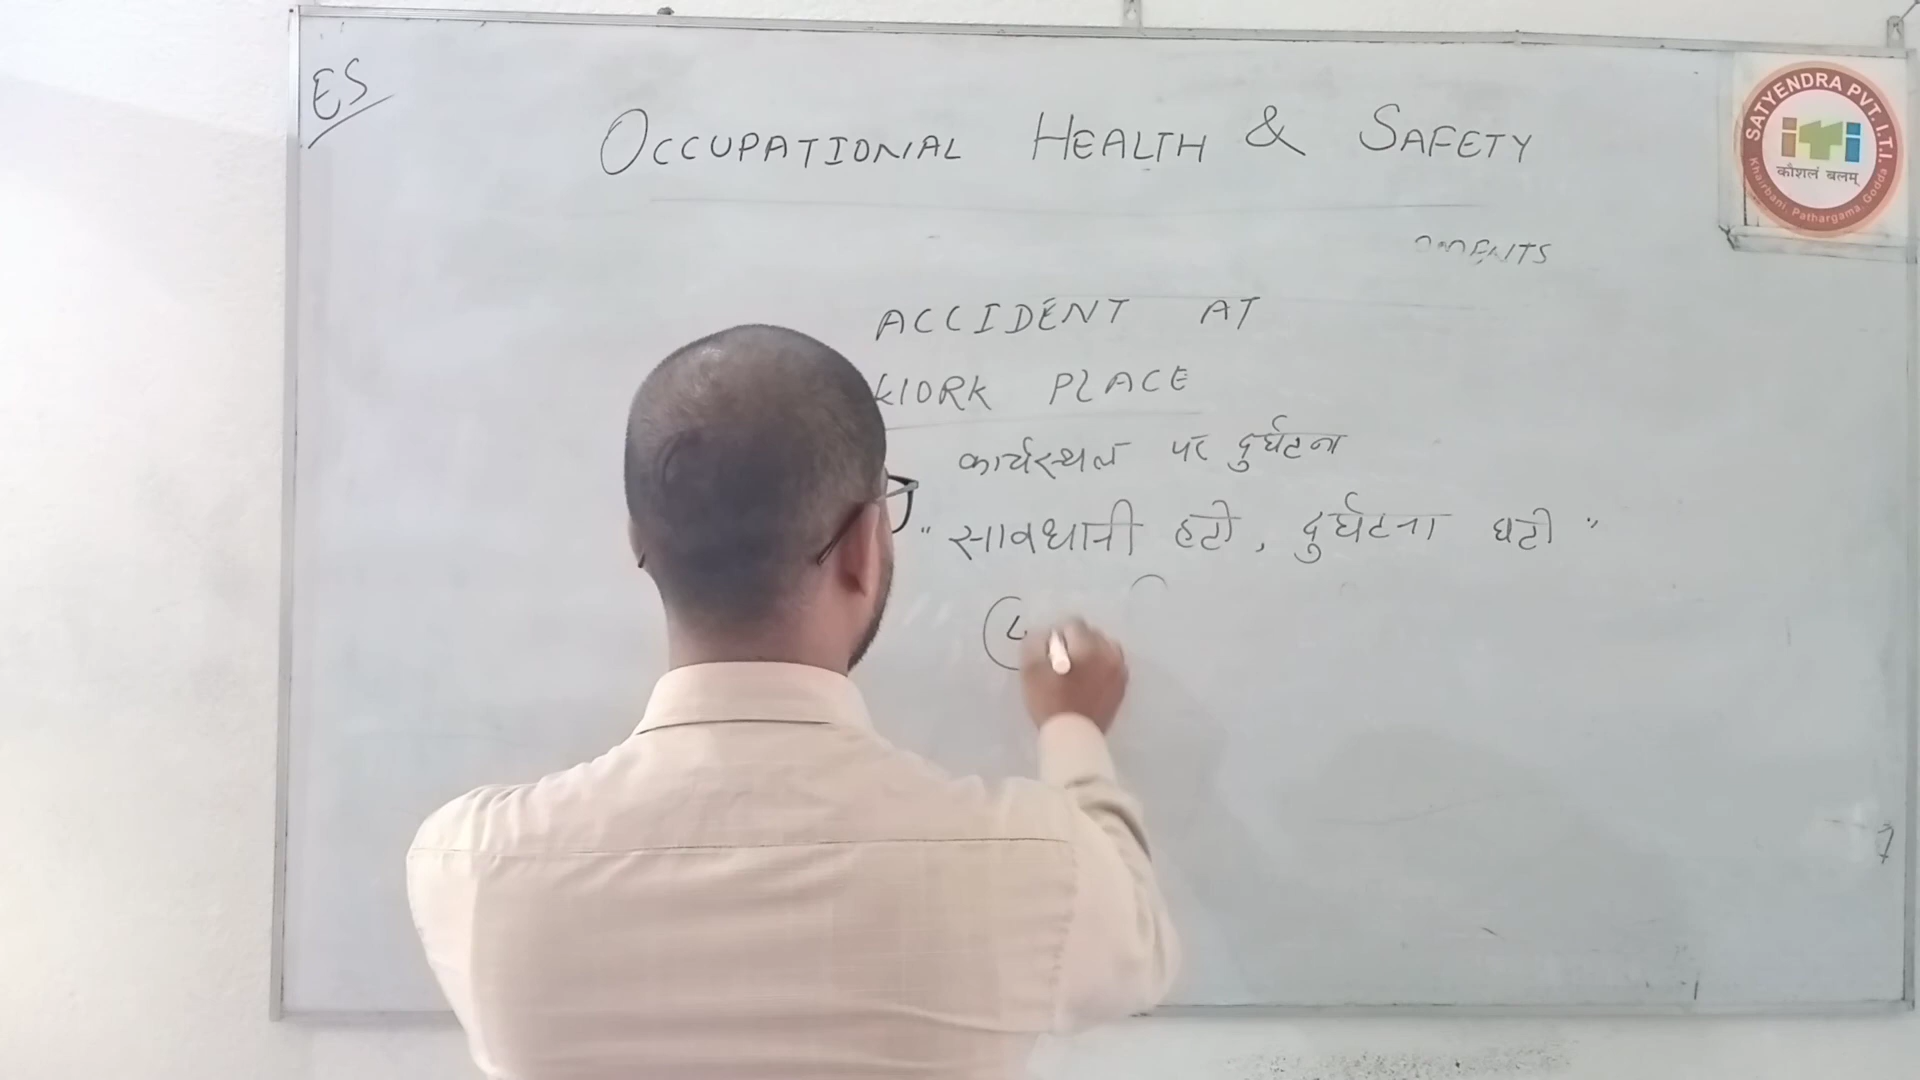 ES
OCCUPATIONAL HEALTH & SAFETY
ACCIDENT AT
WORK PLACE
कार्यस्थल पर दुर्घटना
" सावधानी हटी, दुर्घटना घटी "
SATYENDRA PVT. I.T.I.
iTi
कौशलं बलम्
Khairbani, Pathargama, Godda